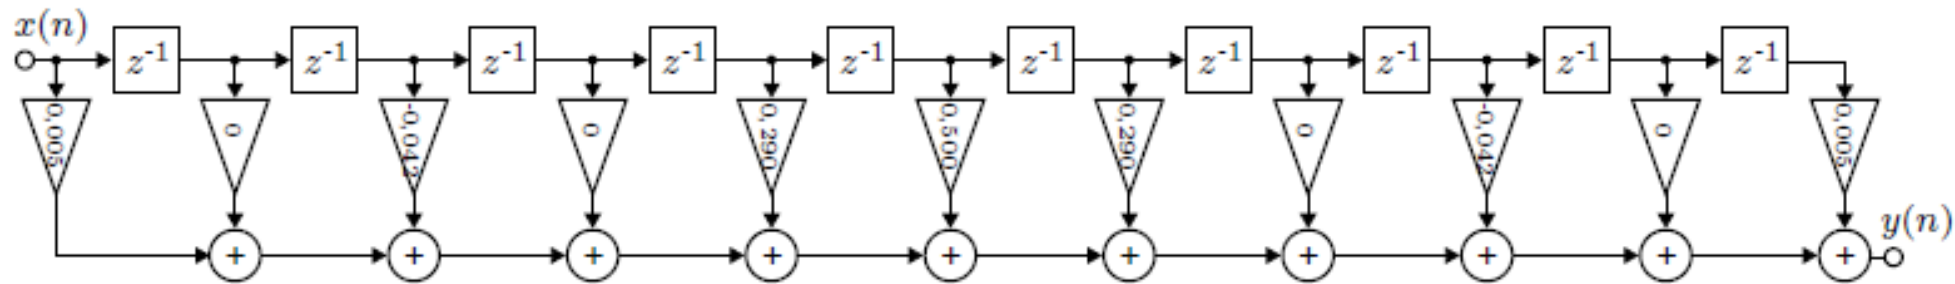 x(n)
z⁻¹ z⁻¹ z⁻¹ z⁻¹ z⁻¹ z⁻¹ z⁻¹ z⁻¹ z⁻¹ z⁻¹
0,005 0 -0,042 0 0,290 0,500 0,290 0 -0,042 0 0,005
y(n)
+ + + + + + + + + +